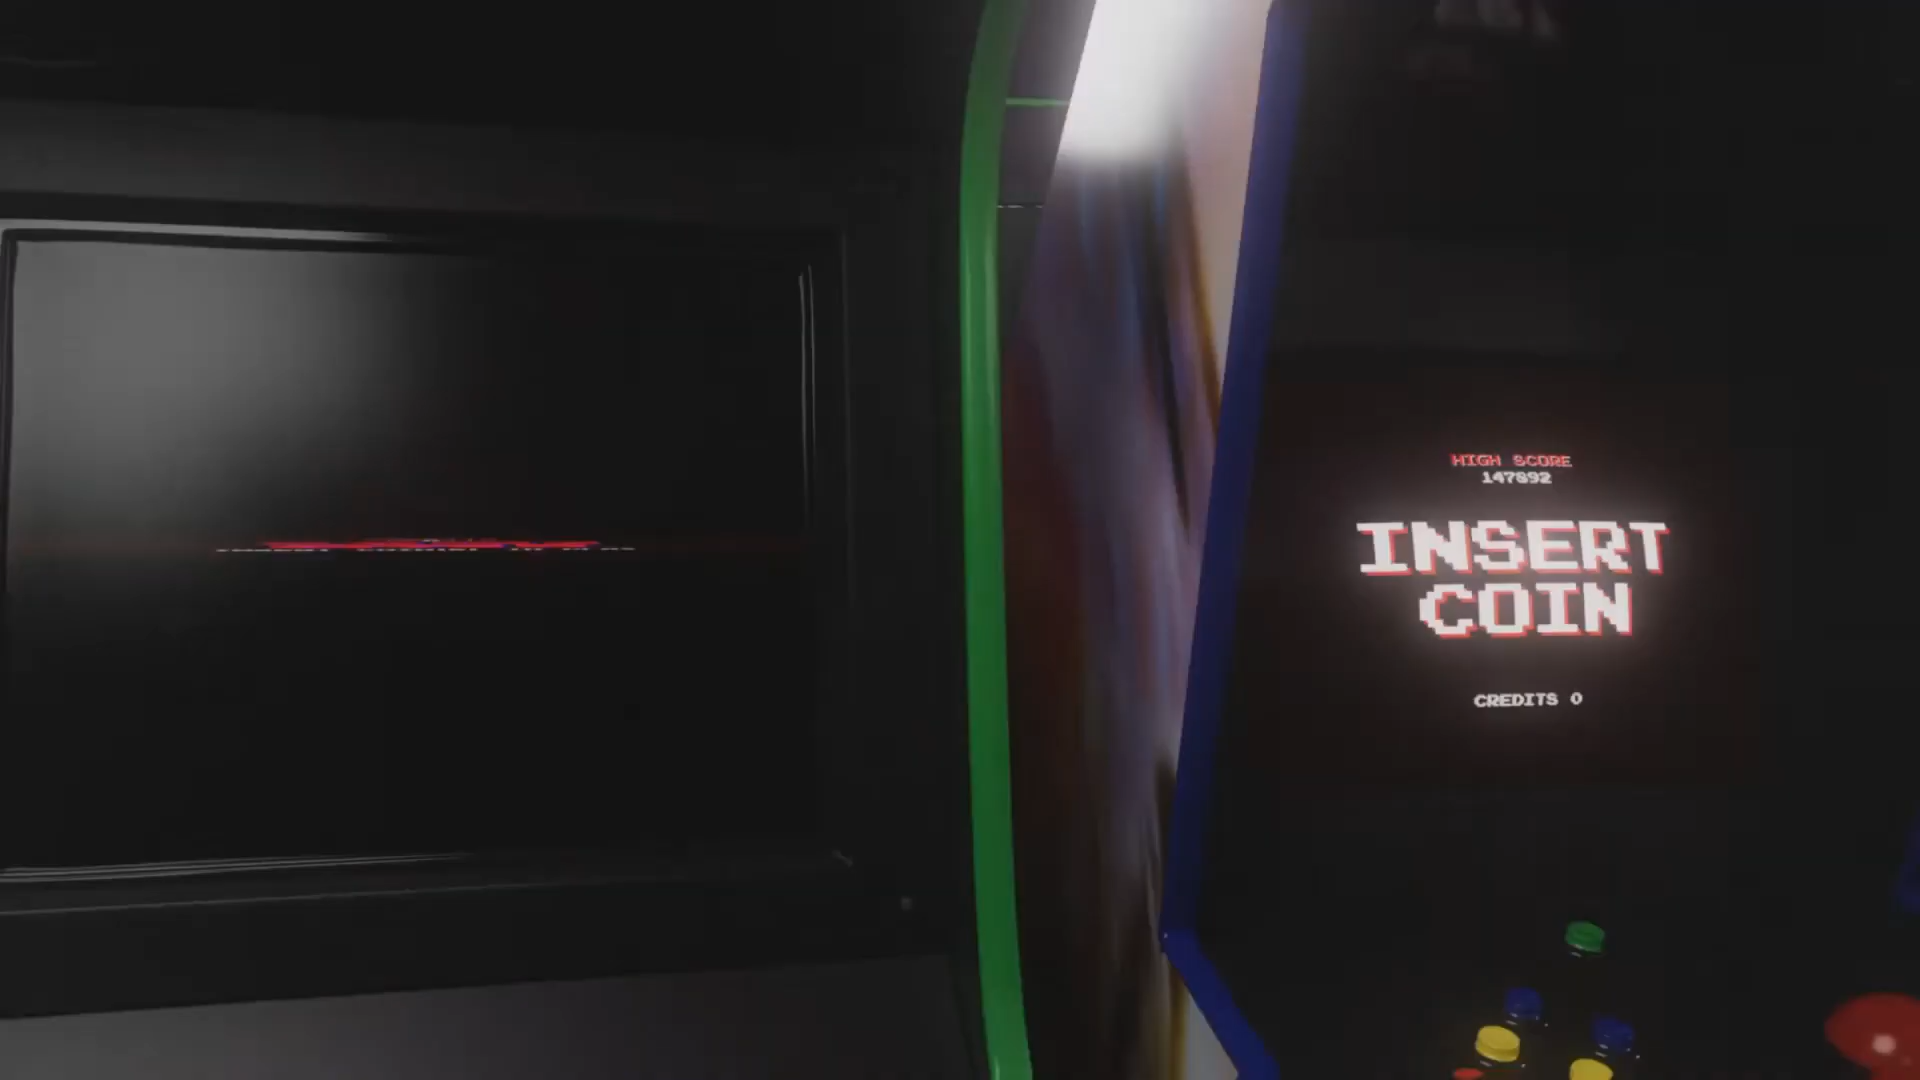 HIGH SCORE
147892
INSERT
COIN
CREDITS 0